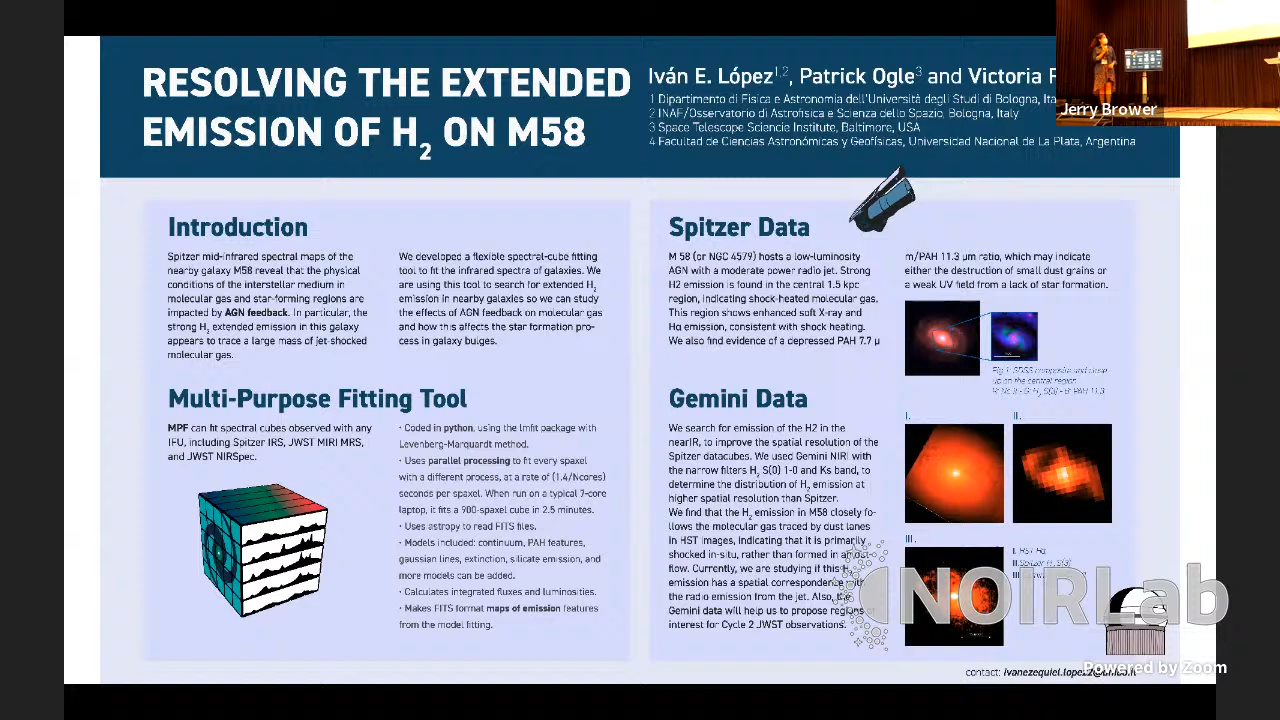 RESOLVING THE EXTENDED
EMISSION OF H2 ON M58
Iván E. López1,2, Patrick Ogle3 and Victoria
1 Dipartimento di Fisica e Astronomia dell'Università degli Studi di Bologna,
2 INAF/Osservatorio di Astrofisica e Scienza dello Spazio, Bologna, Italy
3 Space Telescope Sciencie Institute, Baltimore, USA
4 Facultad de Ciencias Astronómicas y Geofísicas, Universidad Nacional de La Plata, Argentina
Jerry Brower
Introduction
Spitzer mid-infrared spectral maps of the
nearby galaxy M58 reveal that the physical
conditions of the interstellar medium in
molecular gas and star-forming regions are
impacted by AGN feedback. In particular, the
strong H2 extended emission in this galaxy
appears to trace a large mass of jet-shocked
molecular gas.
We developed a flexible spectral-cube fitting
tool to fit the infrared spectra of galaxies. We
are using this tool to search for extended H2
emission in nearby galaxies so we can study
the effects of AGN feedback on molecular gas
and how this affects the star formation pro-
cess in galaxy bulges.
Multi-Purpose Fitting Tool
MPF can fit spectral cubes observed with any
IFU, including Spitzer IRS, JWST MIRI MRS,
and JWST NIRSpec.
• Coded in python, using the lmfit package with
Levenberg-Marquardt method.
• Uses parallel processing to fit every spaxel
with a different process, at a rate of (1.4/Ncores)
seconds per spaxel. When run on a typical 7-core
laptop, it fits a 900-spaxel cube in 2.5 minutes.
• Uses astropy to read FITS files.
• Models included: continuum, PAH features,
gaussian lines, extinction, silicate emission, and
more models can be added.
• Calculates integrated fluxes and luminosities.
• Makes FITS format maps of emission features
from the model fitting.
Spitzer Data
M 58 (or NGC 4579) hosts a low-luminosity
AGN with a moderate power radio jet. Strong
H2 emission is found in the central 1.5 kpc
region, indicating shock-heated molecular gas.
This region shows enhanced soft X-ray and
Hα emission, consistent with shock heating.
We also find evidence of a depressed PAH 7.7 μ
m/PAH 11.3 μm ratio, which may indicate
either the destruction of small dust grains or
a weak UV field from a lack of star formation.
Fig 1: SDSS composite and close
up on the central region
Gemini Data
We search for emission of the H2 in the
nearIR, to improve the spatial resolution of the
Spitzer datacubes. We used Gemini NIRI with
the narrow filters H2 S(0) 1-0 and Ks band, to
determine the distribution of H2 emission at
higher spatial resolution than Spitzer.
We find that the H2 emission in M58 closely fo-
llows the molecular gas traced by dust lanes
in HST images, indicating that it is primarily
shocked in-situ, rather than formed in an out-
flow. Currently, we are studying if this H2
emission has a spatial correspondence with
the radio emission from the jet. Also, the
Gemini data will help us to propose regions of
interest for Cycle 2 JWST observations.
I.
II.
III.
I. HST Hα
II. Spitzer H2 S(3)
NOIRLab
Powered by Zoom
contact: